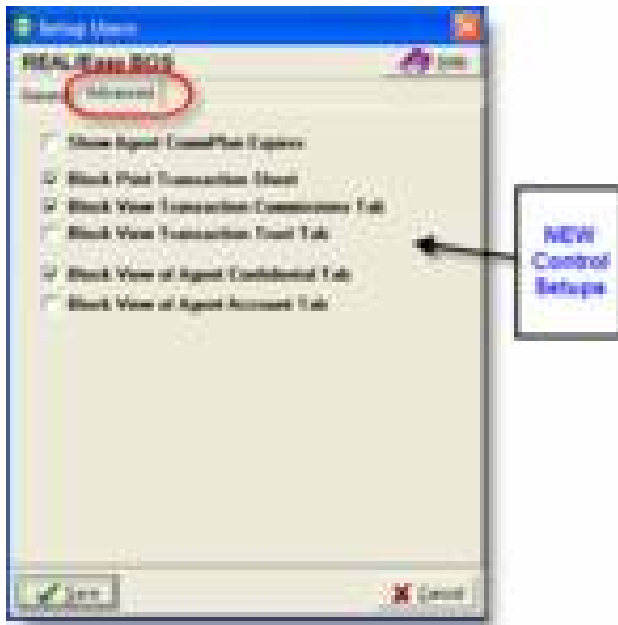 Setup Users
REAL/Easy BOS
Advanced
Show Agent CommPlan Expires
Block Print Transaction Sheet
Block View Transaction Commissions Tab
Block View Transaction Trust Tab
Block View of Agent Confidential Tab
Block View of Agent Account Tab
NEW
Control
Setups
Save
Cancel